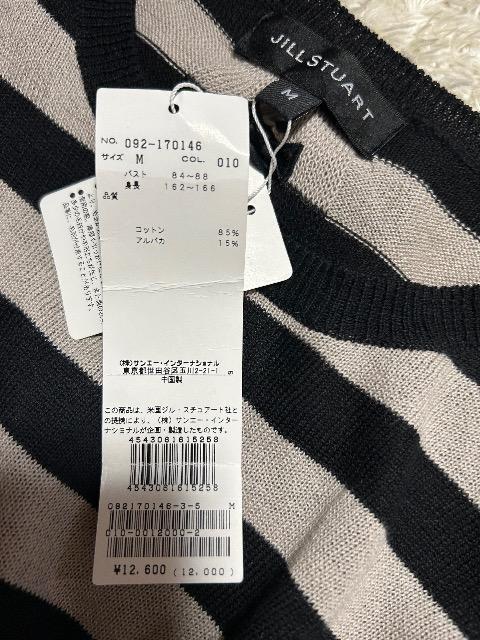 JILLSTUART
M
NO. 092-170146
サイズ M COL. 010
バスト 84~88
身長 162~166
品質
コットン 85%
アルパカ 15%
(株)サンエー・インターナショナル
東京都世田谷区玉川2-21-1
中国製
この商品は、米国ジル・スチュアート社と
の提携により、(株)サンエー・インター
ナショナルが企画・製造したものです。
4543081615258
4543081615258
092170146-3-5 M
010-0012000-2
¥12,600 (12,000)